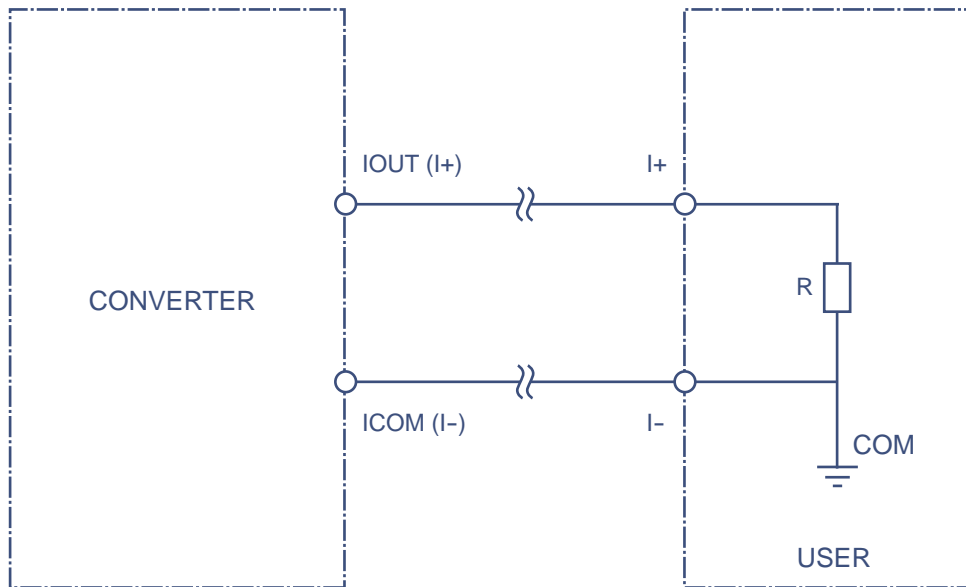 IOUT (I+)
I+
CONVERTER
R
ICOM (I-)
I-
COM
USER